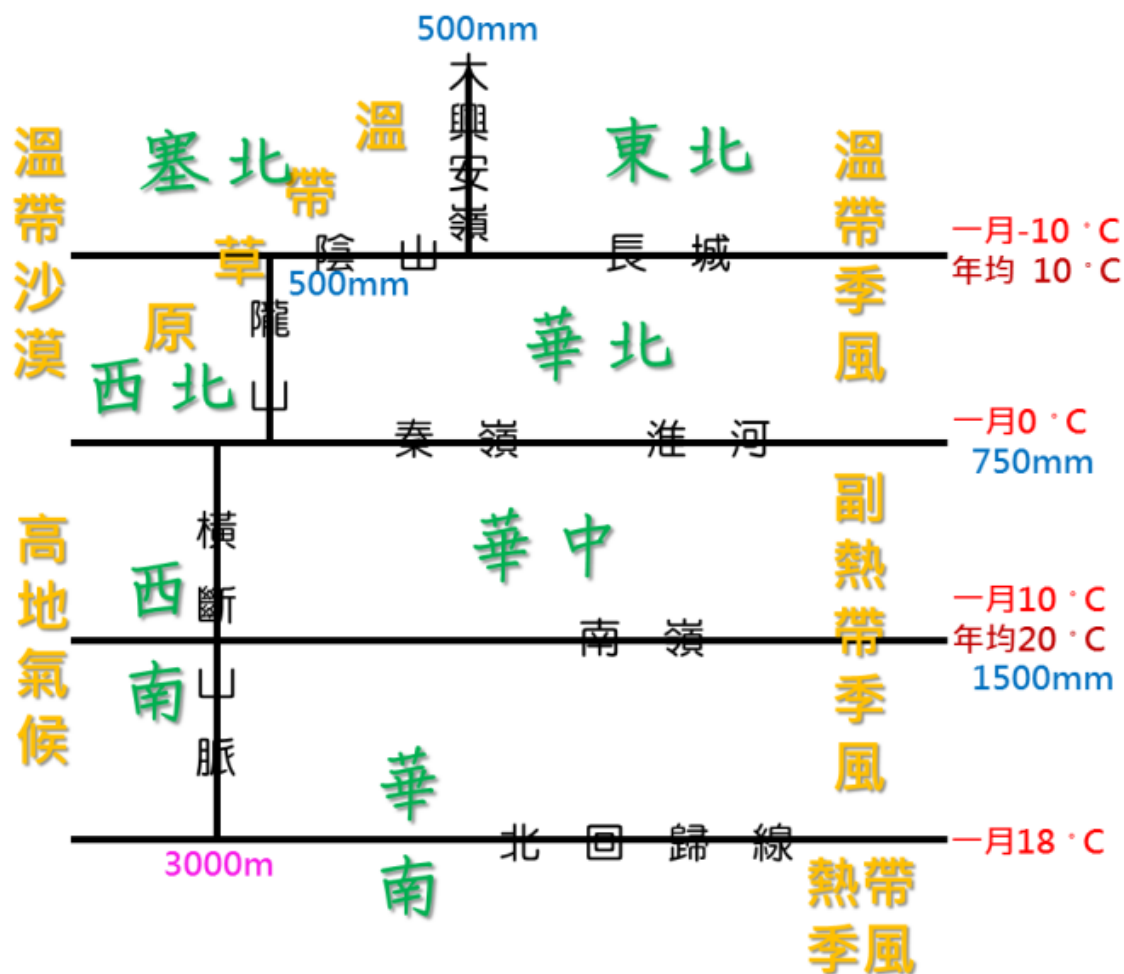 500mm
大興安嶺
溫帶沙漠
塞北
溫帶草原
東北
溫帶季風
陰山
長城
一月-10 °C
年均 10 °C
500mm
隴山
西北
華北
秦嶺
淮河
一月0 °C
750mm
高地氣候
橫斷山脈
西南
華中
副熱帶季風
南嶺
一月10 °C
年均20 °C
1500mm
華南
北回歸線
一月18 °C
3000m
熱帶
季風